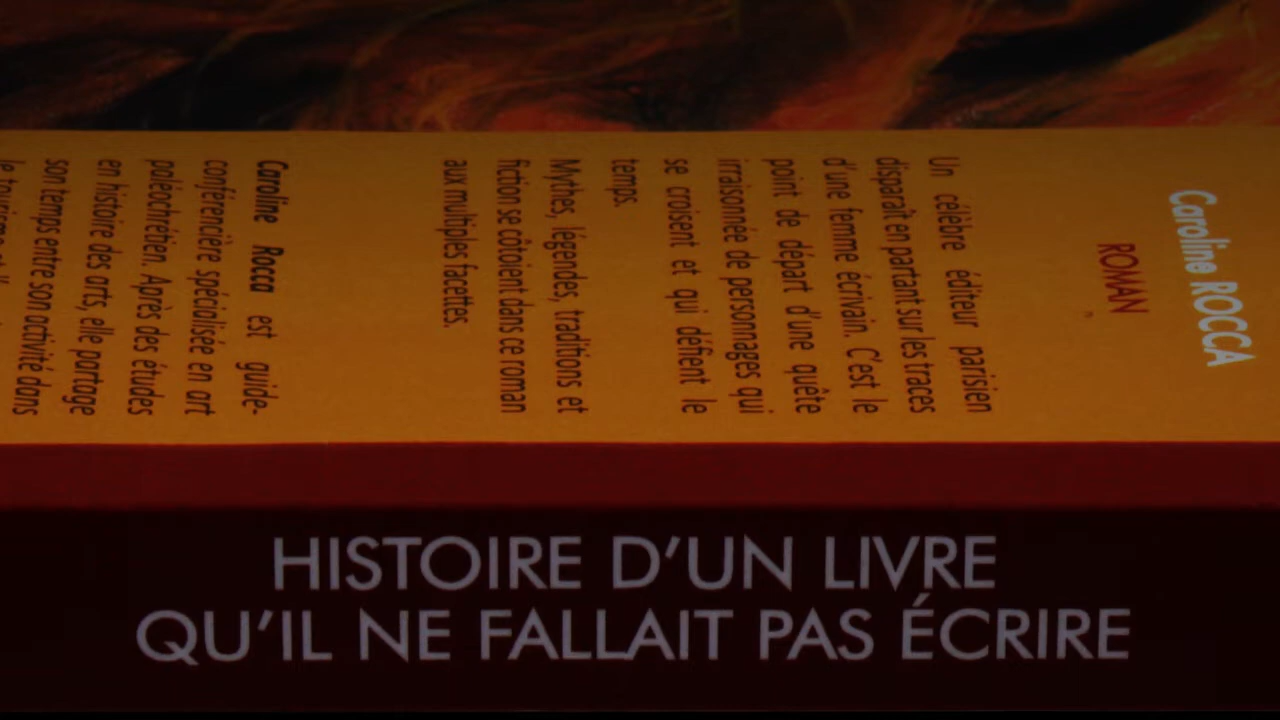 Caroline ROCCA
ROMAN
Un célèbre éditeur parisien
disparaît en partant sur les traces
d'une femme écrivain. C'est le
point de départ d'une quête
irraisonnée de personnages qui
se croisent et qui défient le
temps.
Mythes, légendes, traditions et
fiction se côtoient dans ce roman
aux multiples facettes.
Caroline Rocca est guide-
conférencière spécialisée en art
paléochrétien. Après des études
en histoire des arts, elle partage
son temps entre son activité dans
HISTOIRE D'UN LIVRE
QU'IL NE FALLAIT PAS ÉCRIRE